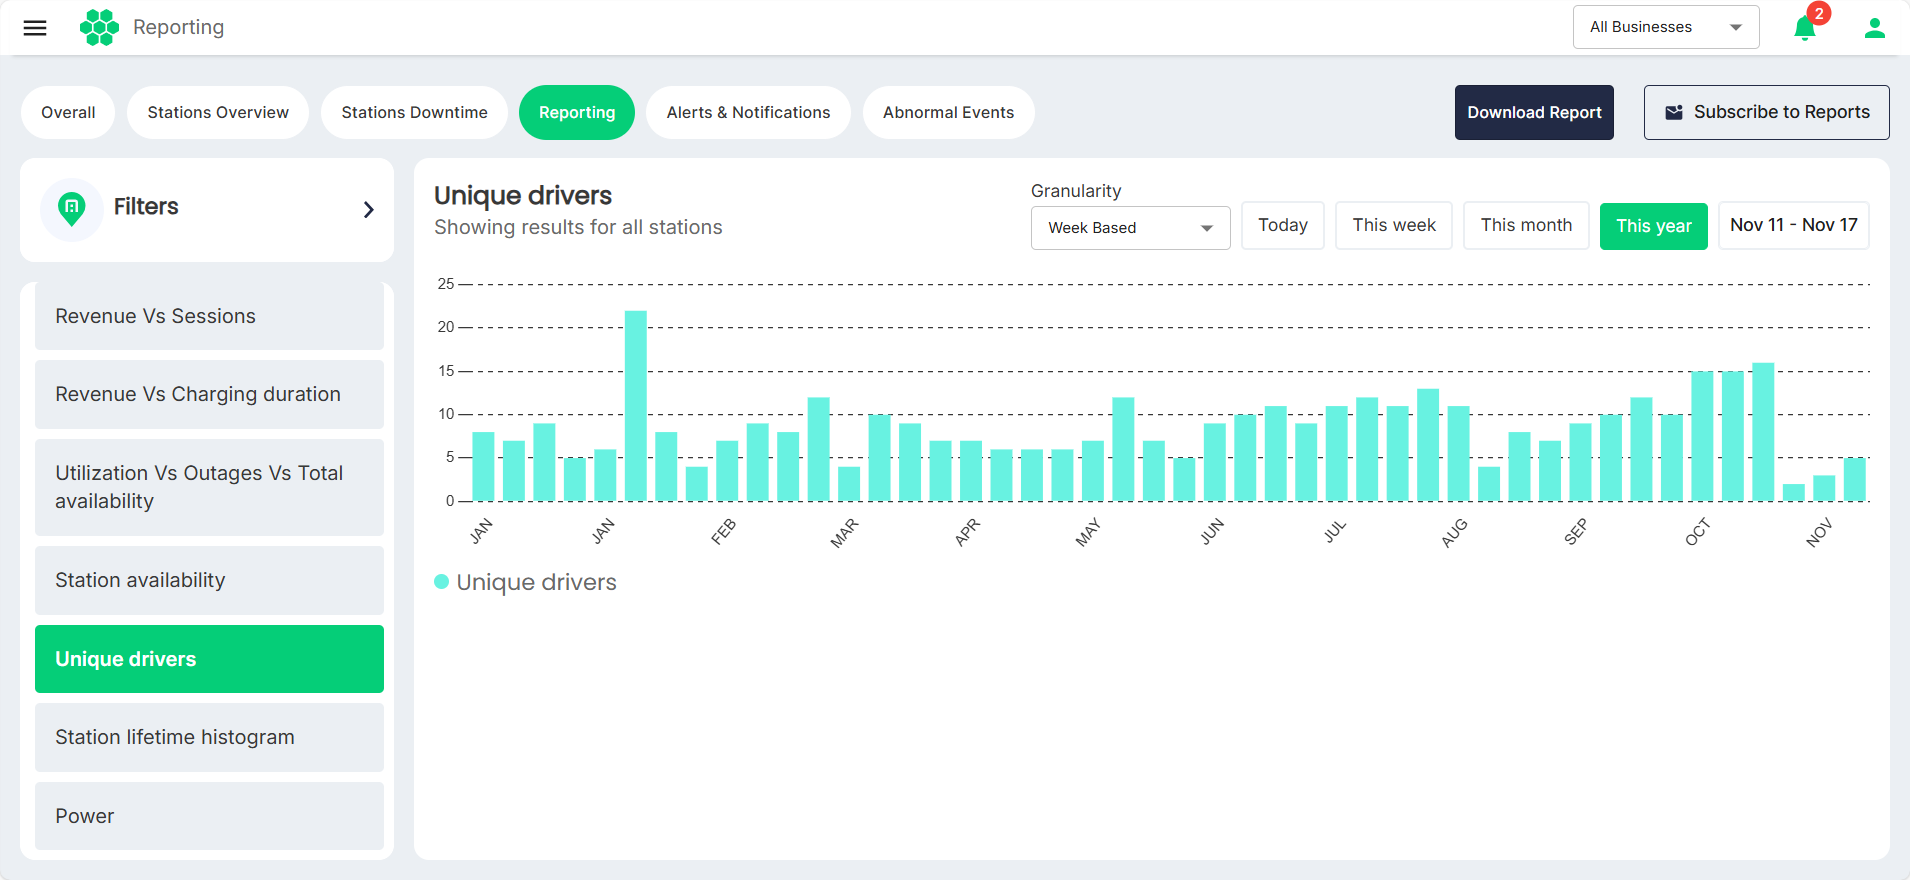 Reporting
All Businesses
2
Overall
Stations Overview
Stations Downtime
Reporting
Alerts & Notifications
Abnormal Events
Download Report
Subscribe to Reports
Filters
Revenue Vs Sessions
Revenue Vs Charging duration
Utilization Vs Outages Vs Total
availability
Station availability
Unique drivers
Station lifetime histogram
Power
Unique drivers
Showing results for all stations
Granularity
Week Based
Today
This week
This month
This year
Nov 11 - Nov 17
25
20
15
10
5
0
JAN
JAN
FEB
MAR
APR
MAY
JUN
JUL
AUG
SEP
OCT
NOV
Unique drivers